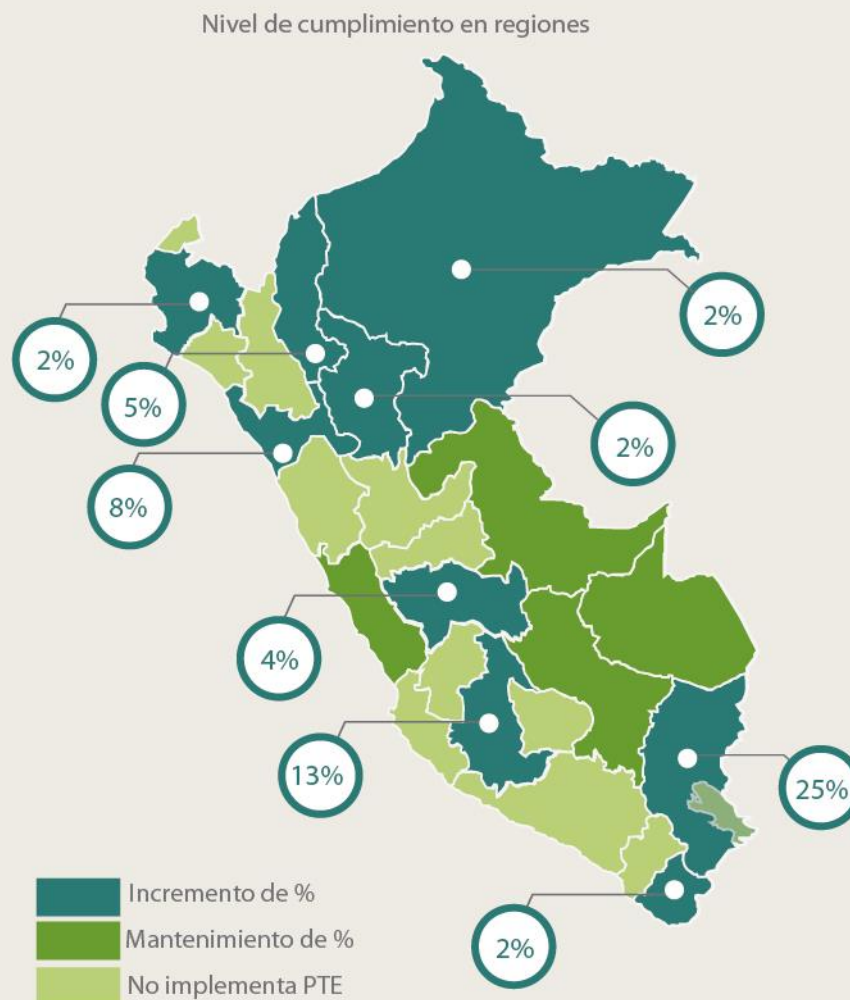 Nivel de cumplimiento en regiones
2%
2%
5%
2%
8%
4%
13%
25%
2%
Incremento de %
Mantenimiento de %
No implementa PTE